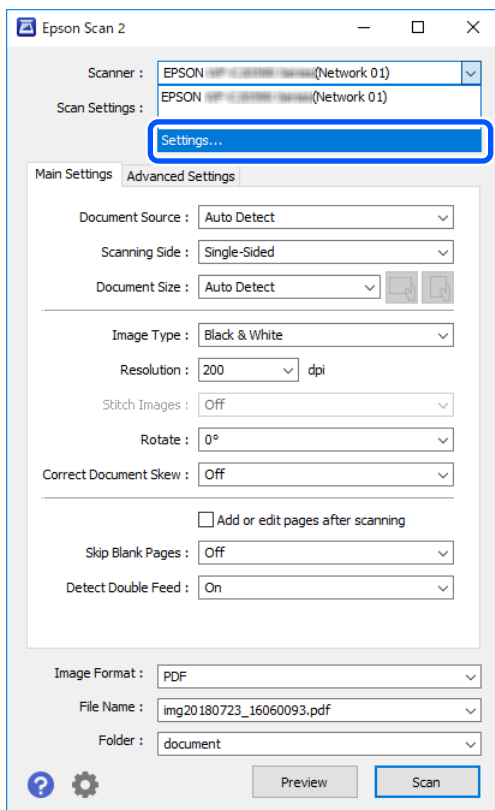 Epson Scan 2
Scanner : EPSON (Network 01)
EPSON (Network 01)
Scan Settings :
Settings...
Main Settings Advanced Settings
Document Source : Auto Detect
Scanning Side : Single-Sided
Document Size : Auto Detect
Image Type : Black & White
Resolution : 200 dpi
Stitch Images : Off
Rotate : 0°
Correct Document Skew : Off
Add or edit pages after scanning
Skip Blank Pages : Off
Detect Double Feed : On
Image Format : PDF
File Name : img20180723_16060093.pdf
Folder : document
? Preview Scan